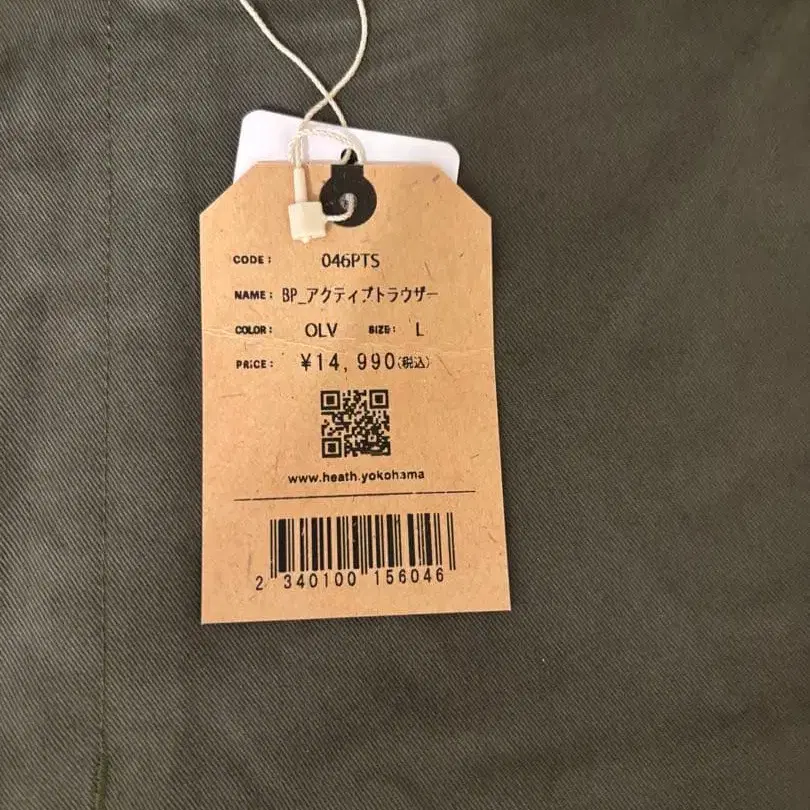 CODE: 046PTS
NAME: BP_アクティブトラウザー
COLOR: OLV SIZE: L
PRICE: ¥14,990(税込)
www.heath.yokohama
2 340100 156046